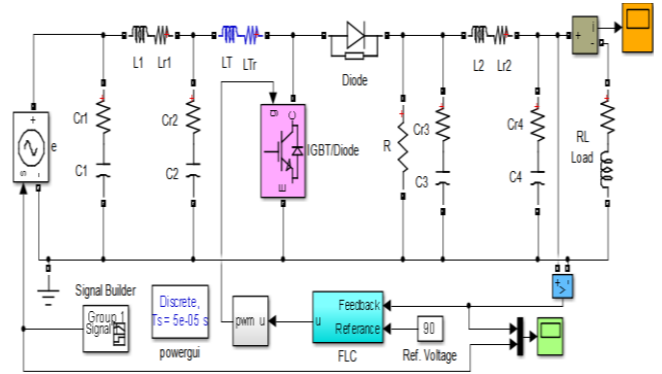 L1 Lr1
LT LTr
Diode
L2 Lr2
+
-
+
e
s -
Cr1
C1
Cr2
C2
g C
E
IGBT/Diode
R
Cr3
C3
Cr4
C4
RL
Load
Signal Builder
Group 1
Signal
Discrete,
Ts = 5e-05 s
powergui
pwm u
u
Feedback
Referance
FLC
90
Ref. Voltage
+ - v